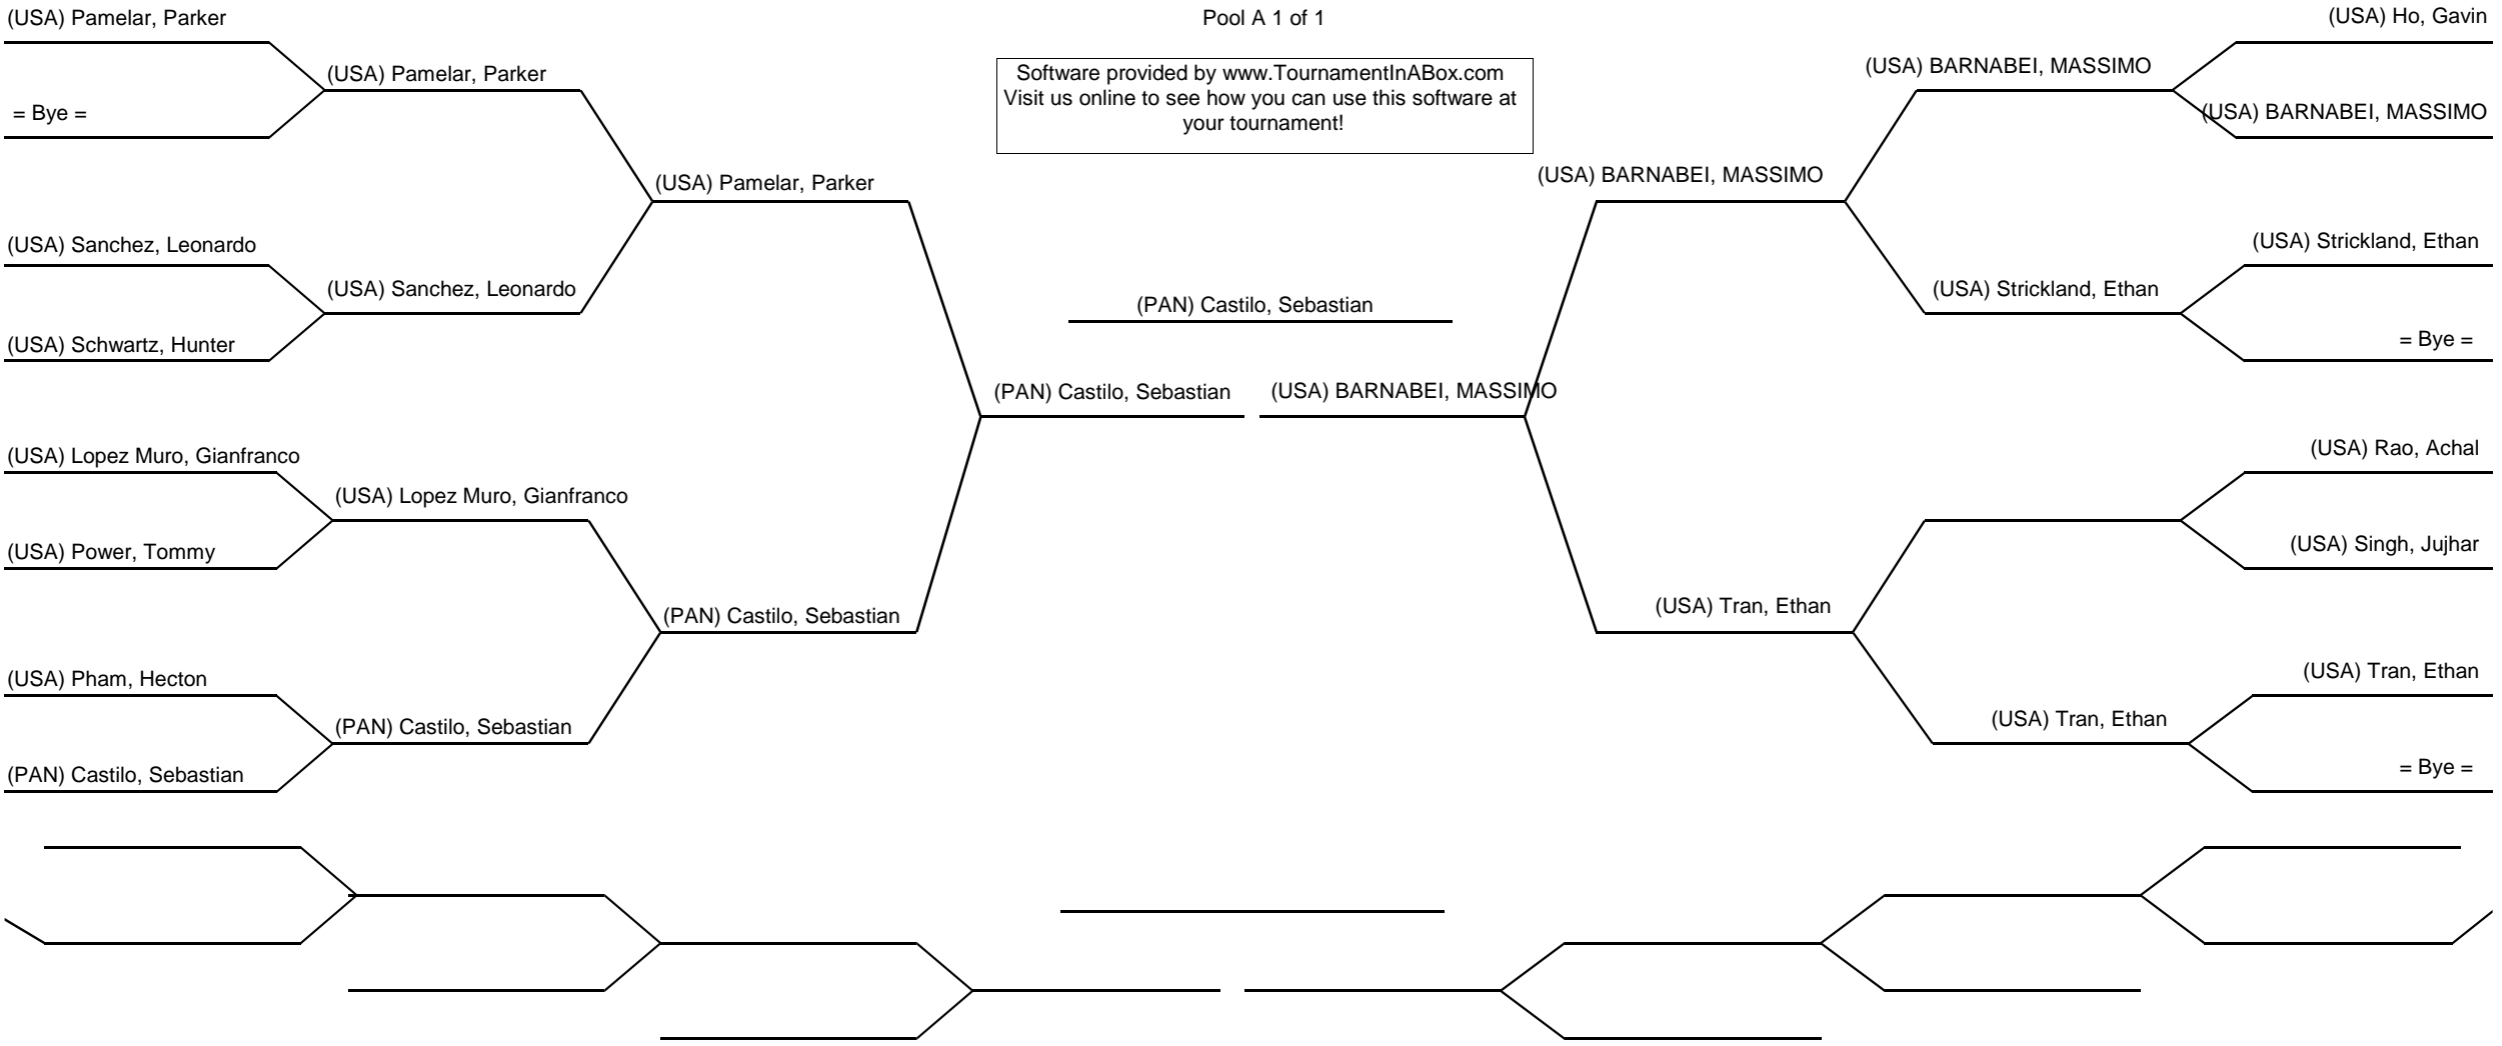 Pool A 1 of 1
Software provided by www.TournamentInABox.com
Visit us online to see how you can use this software at
your tournament!
(USA) Pamelar, Parker
= Bye =
(USA) Sanchez, Leonardo
(USA) Schwartz, Hunter
(USA) Lopez Muro, Gianfranco
(USA) Power, Tommy
(USA) Pham, Hecton
(PAN) Castilo, Sebastian
(USA) Pamelar, Parker
(USA) Sanchez, Leonardo
(USA) Lopez Muro, Gianfranco
(PAN) Castilo, Sebastian
(USA) Pamelar, Parker
(PAN) Castilo, Sebastian
(PAN) Castilo, Sebastian
(PAN) Castilo, Sebastian
(USA) BARNABEI, MASSIMO
(USA) BARNABEI, MASSIMO
(USA) Tran, Ethan
(USA) BARNABEI, MASSIMO
(USA) Strickland, Ethan
(USA) Tran, Ethan
(USA) Ho, Gavin
(USA) BARNABEI, MASSIMO
(USA) Strickland, Ethan
= Bye =
(USA) Rao, Achal
(USA) Singh, Jujhar
(USA) Tran, Ethan
= Bye =